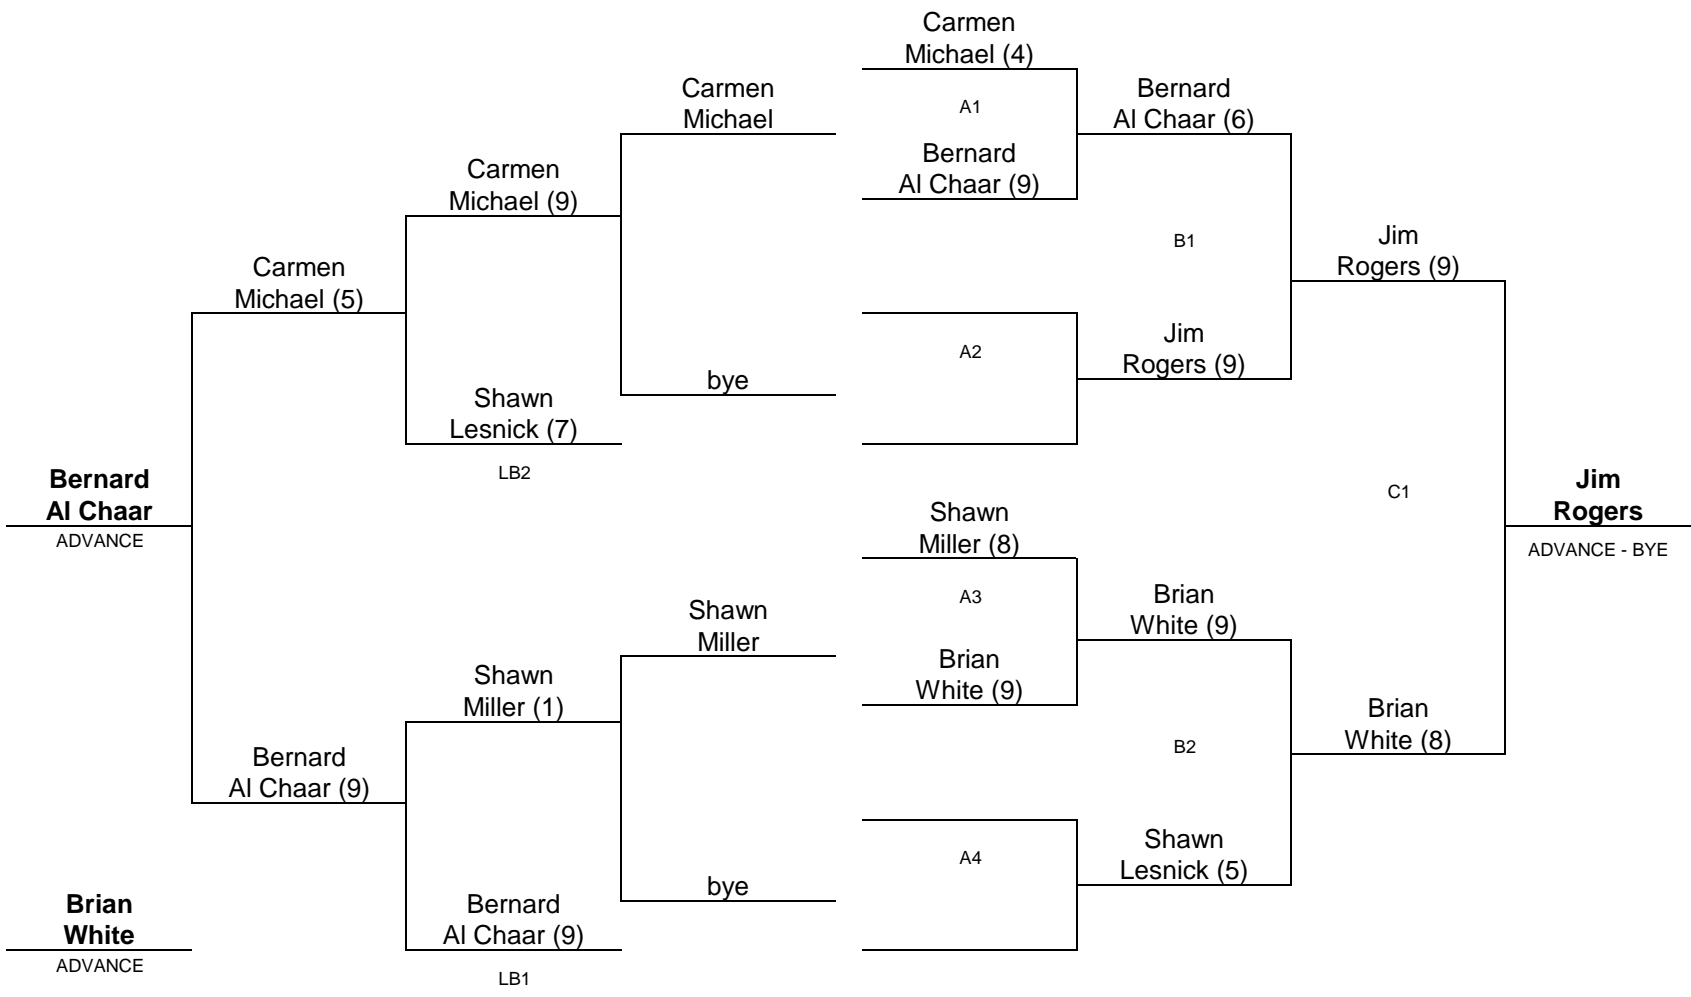 Carmen
Michael (4)
A1
Bernard
Al Chaar (9)
A2
Shawn
Miller (8)
A3
Brian
White (9)
A4
Bernard
Al Chaar (6)
B1
Jim
Rogers (9)
Brian
White (9)
B2
Shawn
Lesnick (5)
Jim
Rogers (9)
C1
Brian
White (8)
Jim
Rogers
ADVANCE - BYE
Carmen
Michael
bye
Shawn
Miller
bye
Carmen
Michael (9)
Shawn
Lesnick (7)
LB2
Shawn
Miller (1)
Bernard
Al Chaar (9)
LB1
Carmen
Michael (5)
Bernard
Al Chaar (9)
Bernard
Al Chaar
ADVANCE
Brian
White
ADVANCE